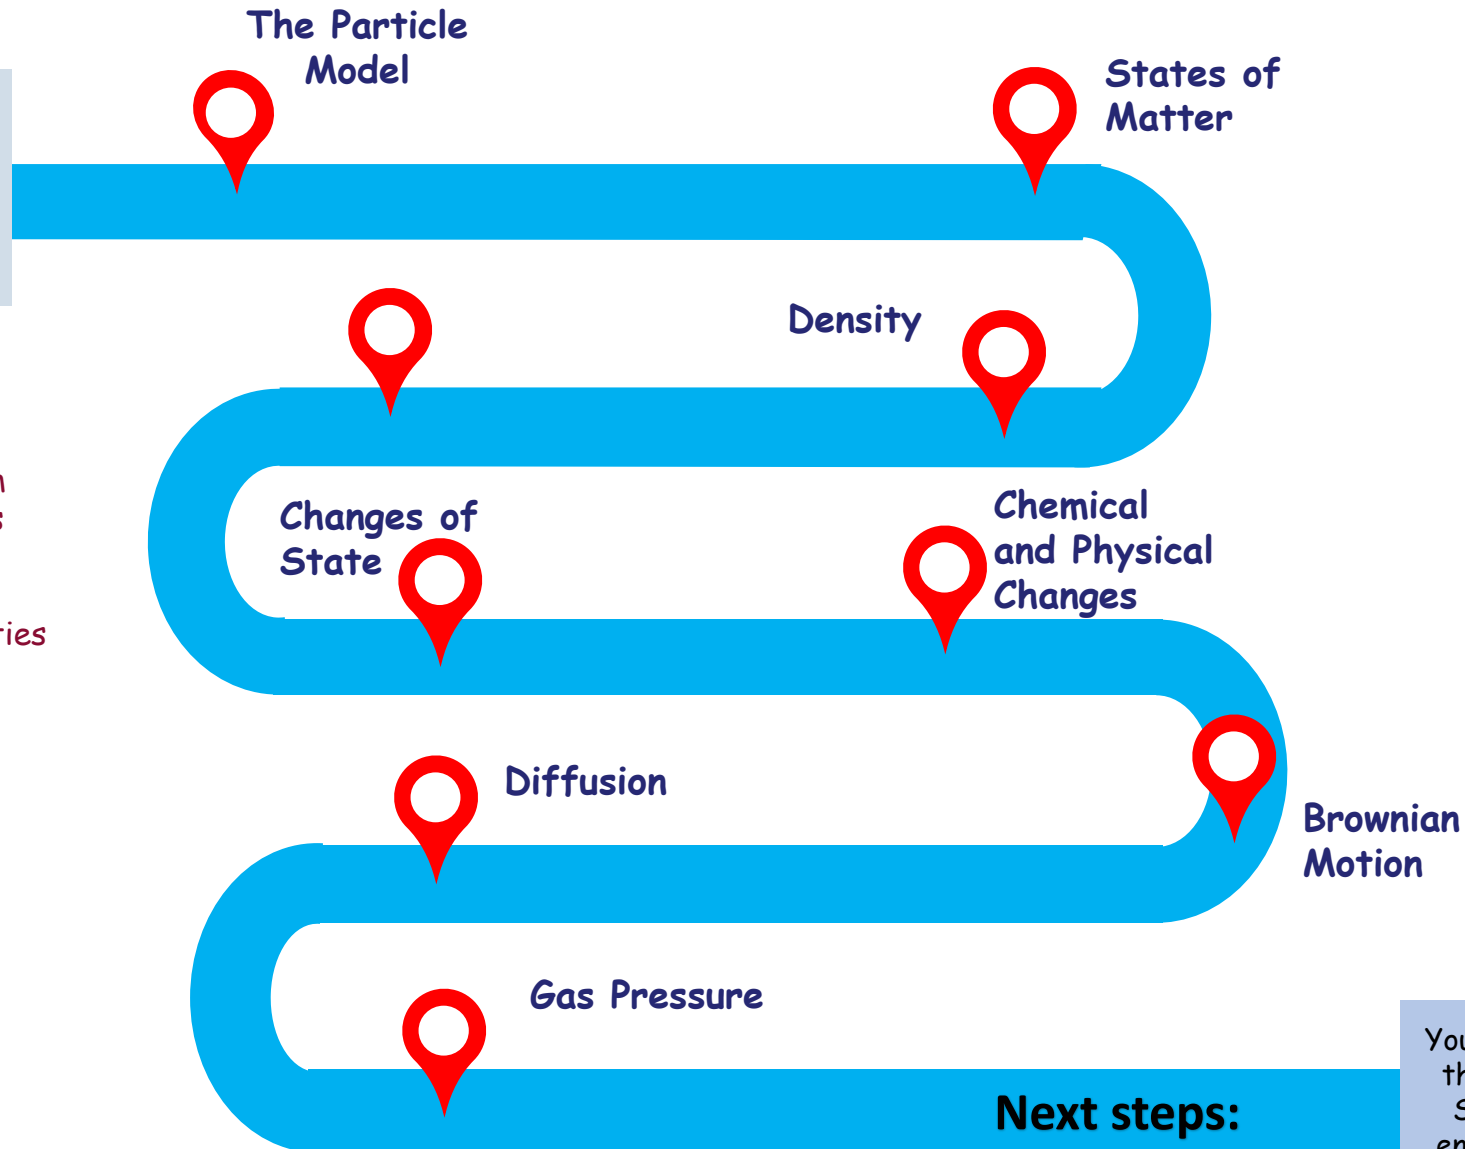 The Particle
Model
States of
Matter
Density
Changes of
State
Chemical
and Physical
Changes
Diffusion
Brownian
Motion
Gas Pressure
Next steps: